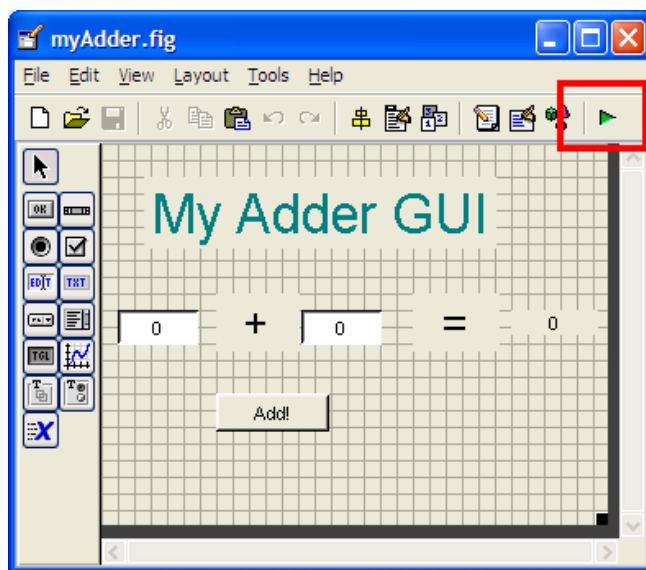 myAdder.fig
File Edit View Layout Tools Help
OK
EDIT TXT
TGL
T T
X
My Adder GUI
0 + 0 = 0
Add!